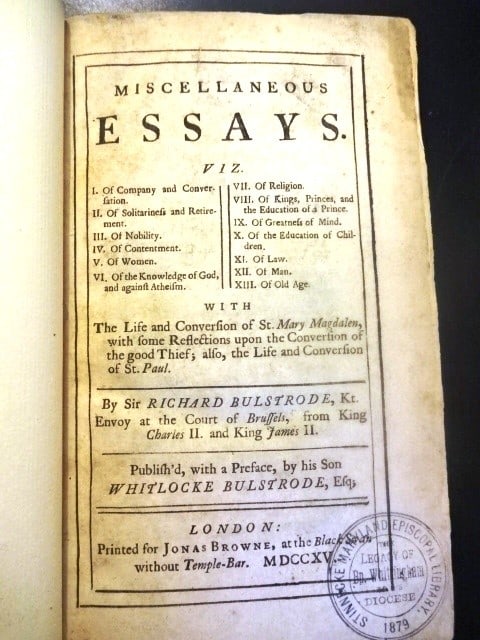 MISCELLANEOUS
ESSAYS.
VIZ.
I. Of Company and Conver-
sation.
II. Of Solitariness and Retire-
ment.
III. Of Nobility.
IV. Of Contentment.
V. Of Women.
VI. Of the Knowledge of God,
and against Atheism.
VII. Of Religion.
VIII. Of Kings, Princes, and
the Education of a Prince.
IX. Of Greatness of Mind.
X. Of the Education of Chil-
dren.
XI. Of Law.
XII. Of Man.
XIII. Of Old Age.
WITH
The Life and Conversion of St. Mary Magdalen,
with some Reflections upon the Conversion of
the good Thief; also, the Life and Conversion
of St. Paul.
By Sir RICHARD BULSTRODE, Kt.
Envoy at the Court of Brussels, from King
Charles II. and King James II.
Publish'd, with a Preface, by his Son
WHITLOCKE BULSTRODE, Esq;
LONDON:
Printed for JONAS BROWNE, at the Black Swan
without Temple-Bar. MDCCXV
MARYLAND EPISCOPAL LIBRARY.
LEGACY OF
Bp. Whittingham
DIOCESE
1879